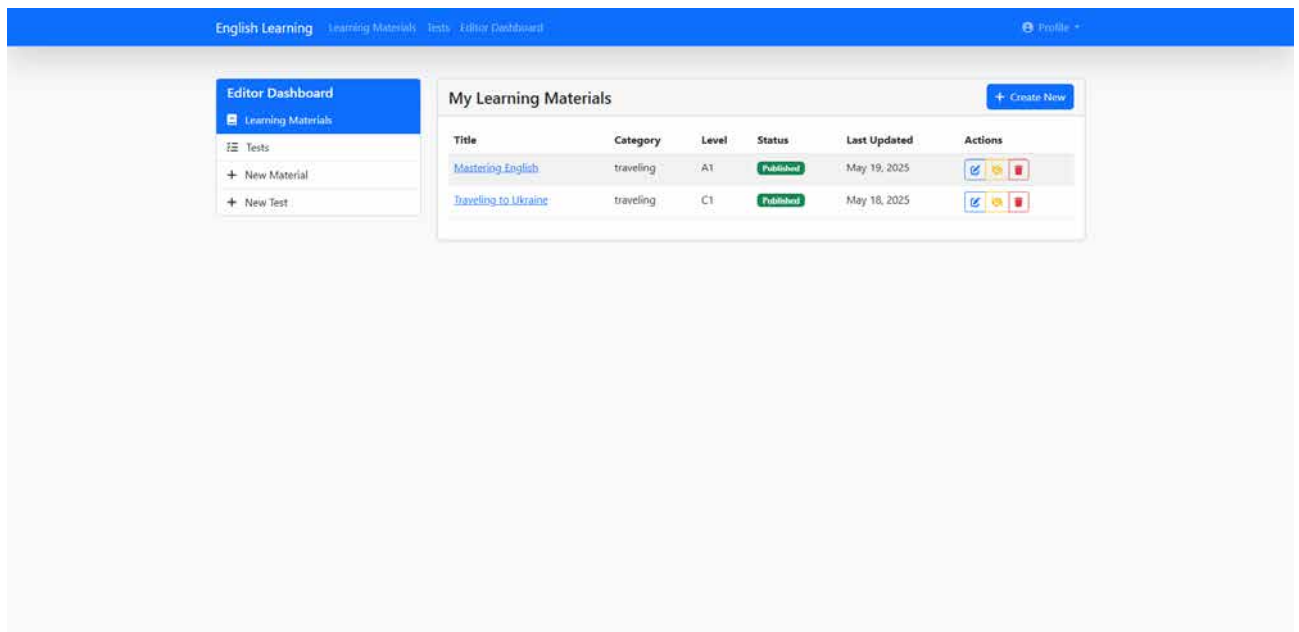 English Learning Learning Materials Tests Editor Dashboard Profile
Editor Dashboard
Learning Materials
Tests
New Material
New Test
My Learning Materials
+ Create New
Title Category Level Status Last Updated Actions
Mastering English traveling A1 Published May 19, 2025
Traveling to Ukraine traveling C1 Published May 18, 2025